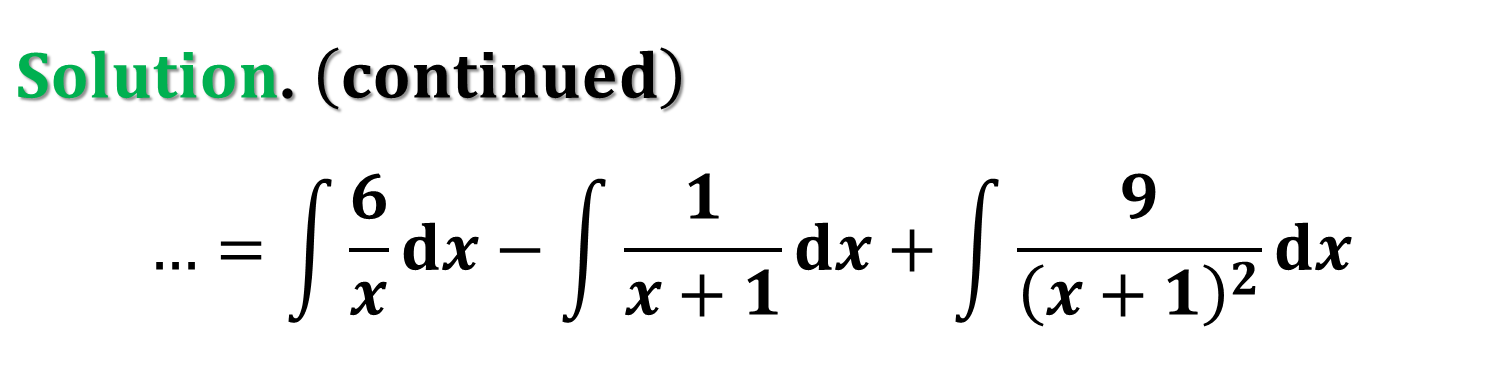 Solution. (continued)
... = ∫ 6/x dx − ∫ 1/(x + 1) dx + ∫ 9/(x + 1)² dx